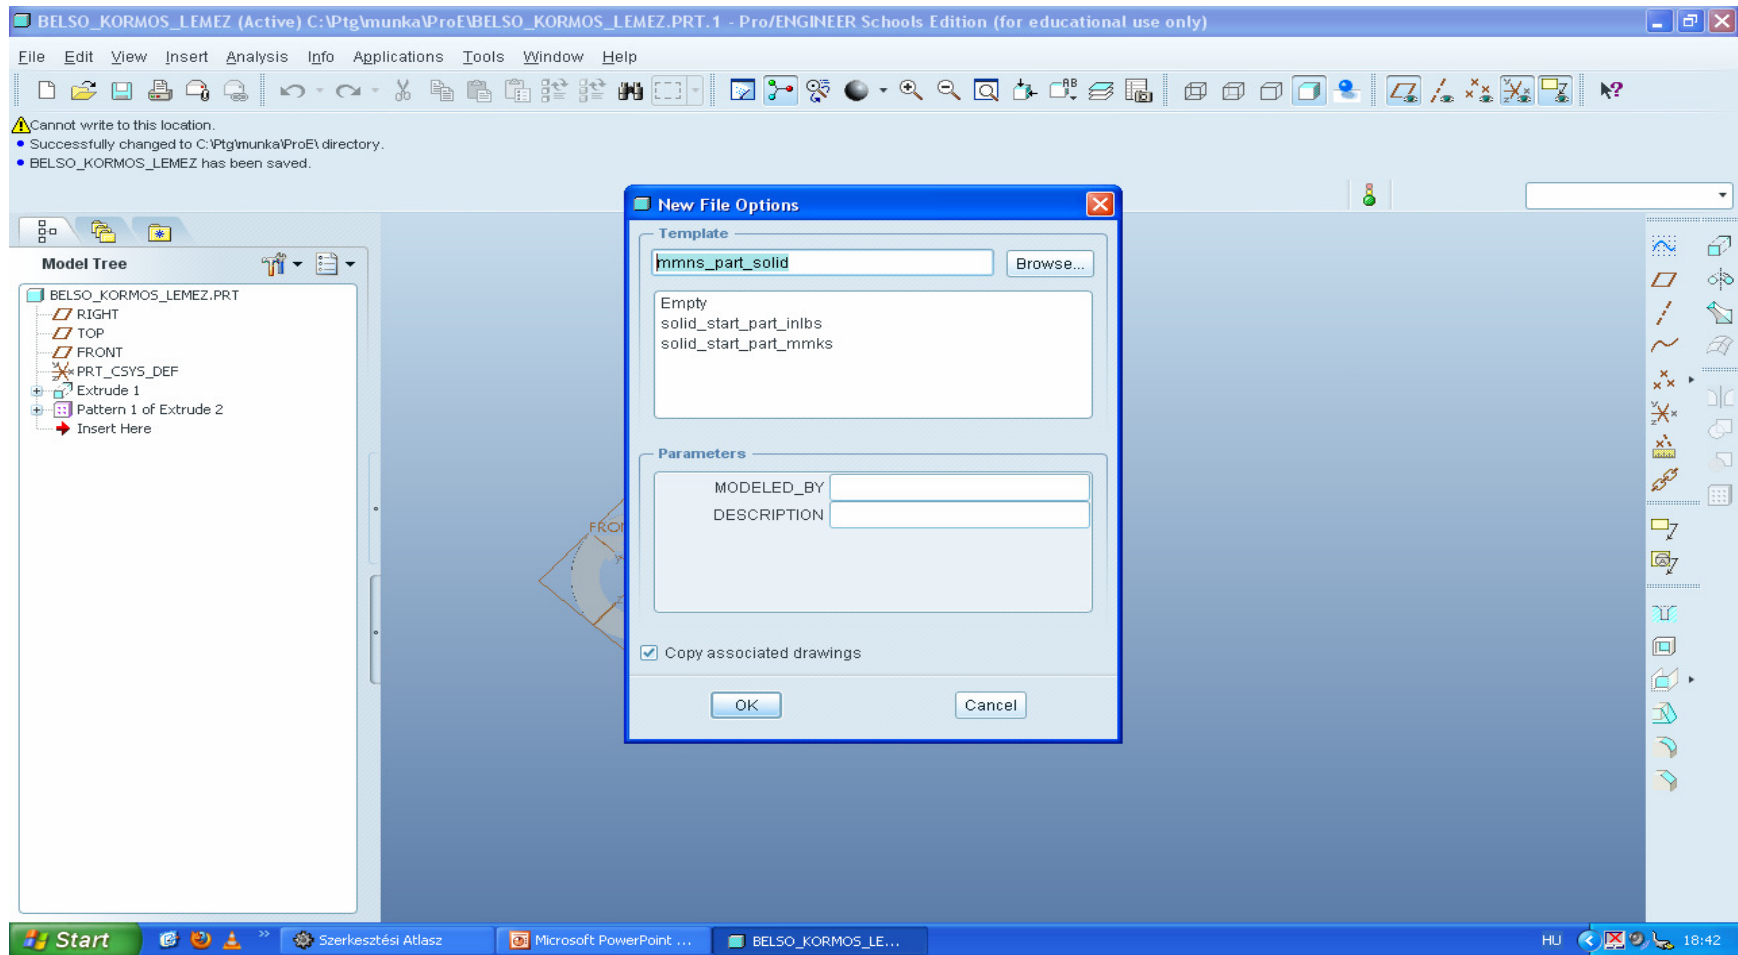 BELSO_KORMOS_LEMEZ (Active) C:\Ptg\munka\ProE\BELSO_KORMOS_LEMEZ.PRT.1 - Pro/ENGINEER Schools Edition (for educational use only)
File Edit View Insert Analysis Info Applications Tools Window Help
Cannot write to this location.
Successfully changed to C:\Ptg\munka\ProE\ directory.
BELSO_KORMOS_LEMEZ has been saved.
New File Options
Template
mmns_part_solid
Browse...
Empty
solid_start_part_inlbs
solid_start_part_mmks
Parameters
MODELED_BY
DESCRIPTION
Copy associated drawings
OK Cancel
Model Tree
BELSO_KORMOS_LEMEZ.PRT
RIGHT
TOP
FRONT
PRT_CSYS_DEF
Extrude 1
Pattern 1 of Extrude 2
Insert Here
Start
Szerkesztési Atlasz
Microsoft PowerPoint ...
BELSO_KORMOS_LE...
HU
18:42